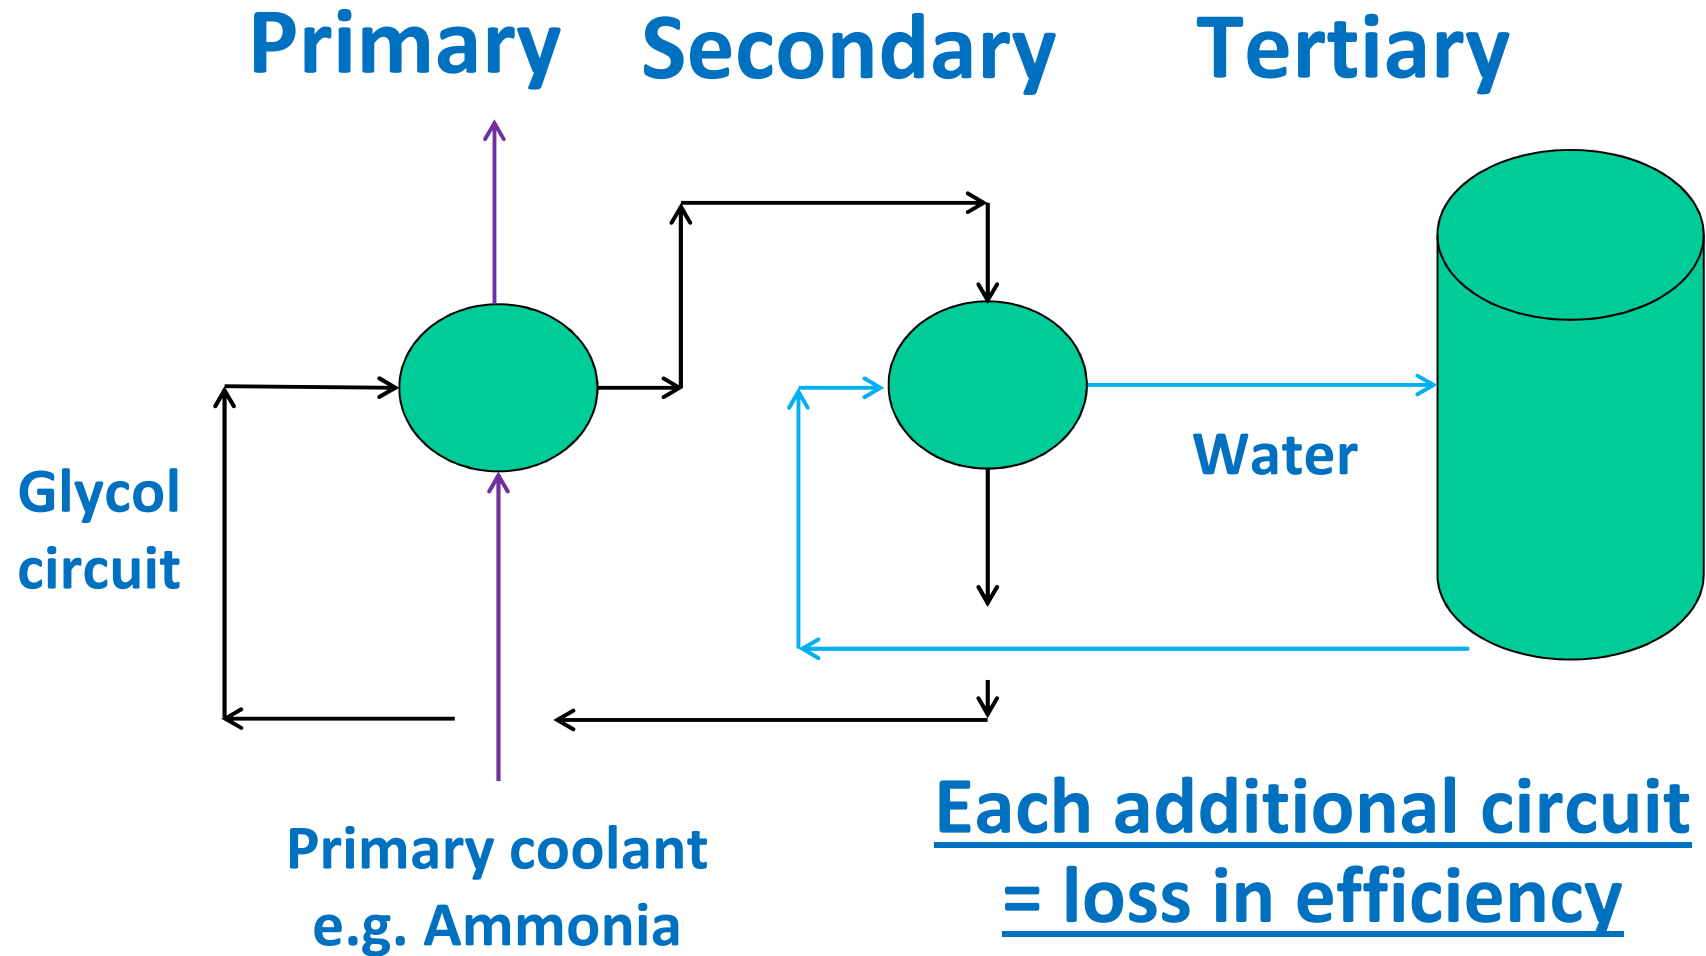 Primary
Secondary
Tertiary
Glycol
circuit
Water
Primary coolant
e.g. Ammonia
Each additional circuit
= loss in efficiency